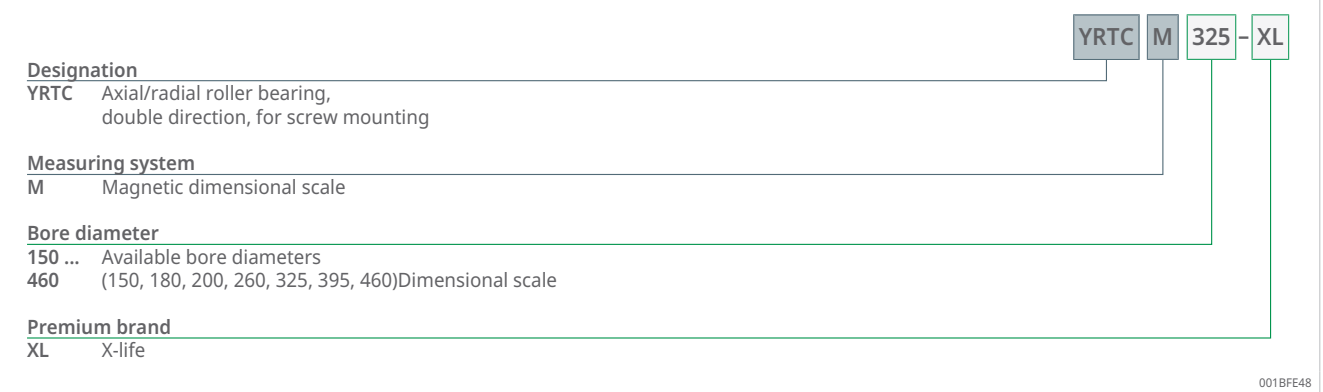 YRTC M 325 – XL
Designation
YRTC Axial/radial roller bearing,
double direction, for screw mounting
Measuring system
M Magnetic dimensional scale
Bore diameter
150 ... Available bore diameters
460 (150, 180, 200, 260, 325, 395, 460)Dimensional scale
Premium brand
XL X-life
001BFE48